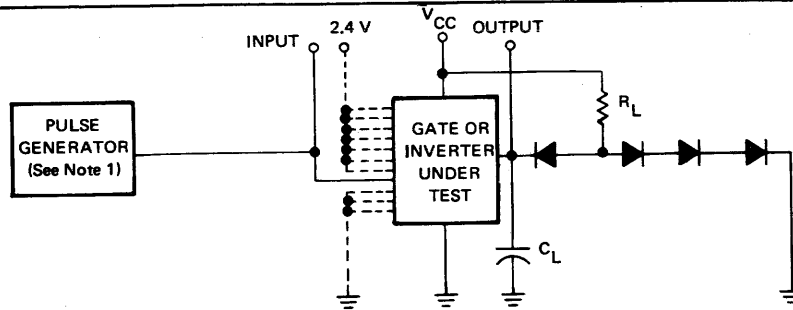 INPUT
2.4 V
VCC
OUTPUT
RL
PULSE
GENERATOR
(See Note 1)
GATE OR
INVERTER
UNDER
TEST
CL